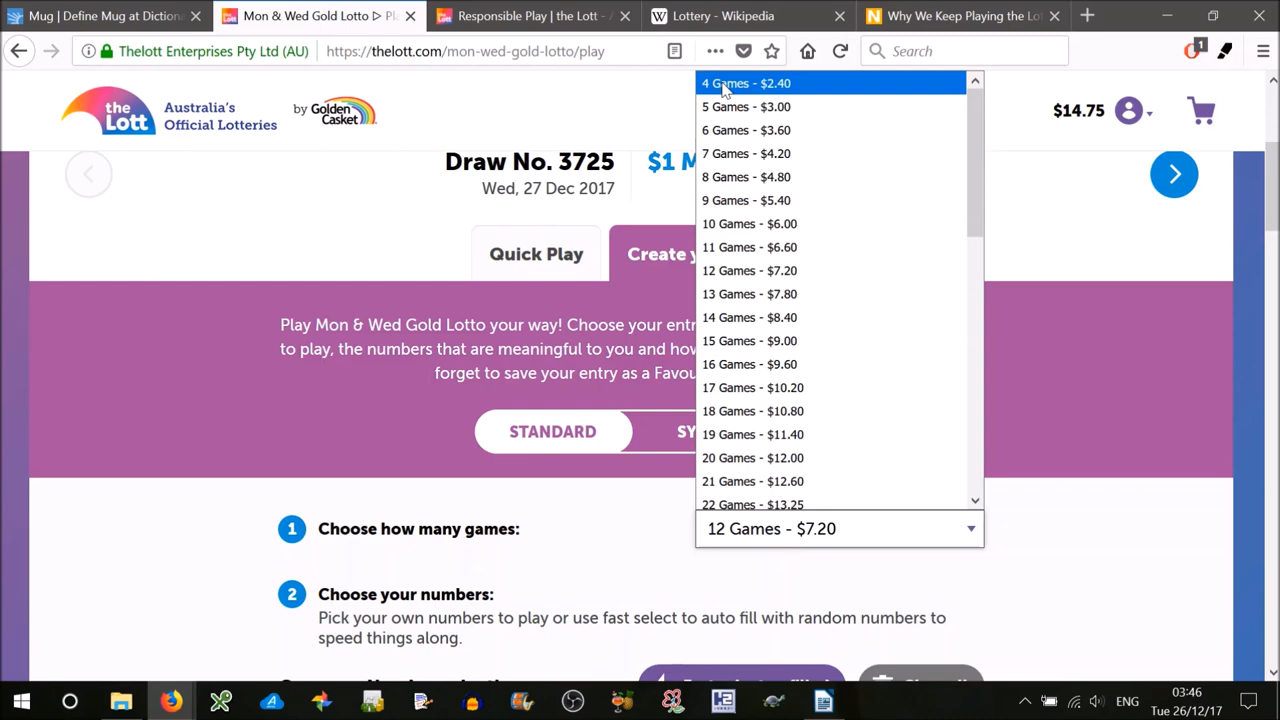 Mug | Define Mug at Dictiona
Mon & Wed Gold Lotto ▷ Pl
Responsible Play | the Lott - A
W Lottery - Wikipedia
N Why We Keep Playing the Lot
Thelott Enterprises Pty Ltd (AU)
https://thelott.com/mon-wed-gold-lotto/play
Search
1
the Lott
Australia's
Official Lotteries
by Golden Casket
$14.75
Draw No. 3725
$1 M
Wed, 27 Dec 2017
4 Games - $2.40
5 Games - $3.00
6 Games - $3.60
7 Games - $4.20
8 Games - $4.80
9 Games - $5.40
10 Games - $6.00
11 Games - $6.60
12 Games - $7.20
13 Games - $7.80
14 Games - $8.40
15 Games - $9.00
16 Games - $9.60
17 Games - $10.20
18 Games - $10.80
19 Games - $11.40
20 Games - $12.00
21 Games - $12.60
22 Games - $13.25
Quick Play
Create y
Play Mon & Wed Gold Lotto your way! Choose your entr
to play, the numbers that are meaningful to you and how
forget to save your entry as a Favou
STANDARD
SY
1 Choose how many games:
12 Games - $7.20
2 Choose your numbers:
Pick your own numbers to play or use fast select to auto fill with random numbers to
speed things along.
H2
ENG
03:46
Tue 26/12/17